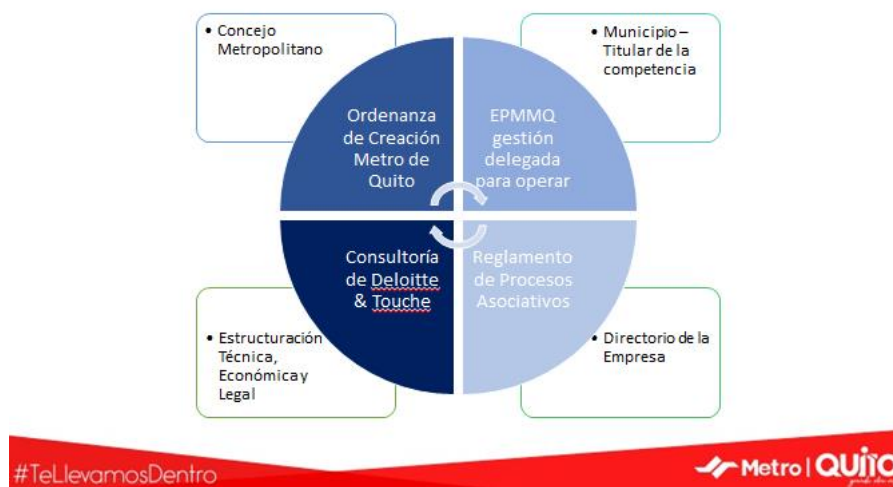 • Concejo
Metropolitano
• Municipio –
Titular de la
competencia
Ordenanza
de Creación
Metro de
Quito
EPMMQ
gestión
delegada
para operar
Consultoría
de Deloitte
& Touche
Reglamento
de Procesos
Asociativos
• Estructuración
Técnica,
Económica y
Legal
• Directorio de la
Empresa
#TeLlevamosDentro
Metro | QUITO